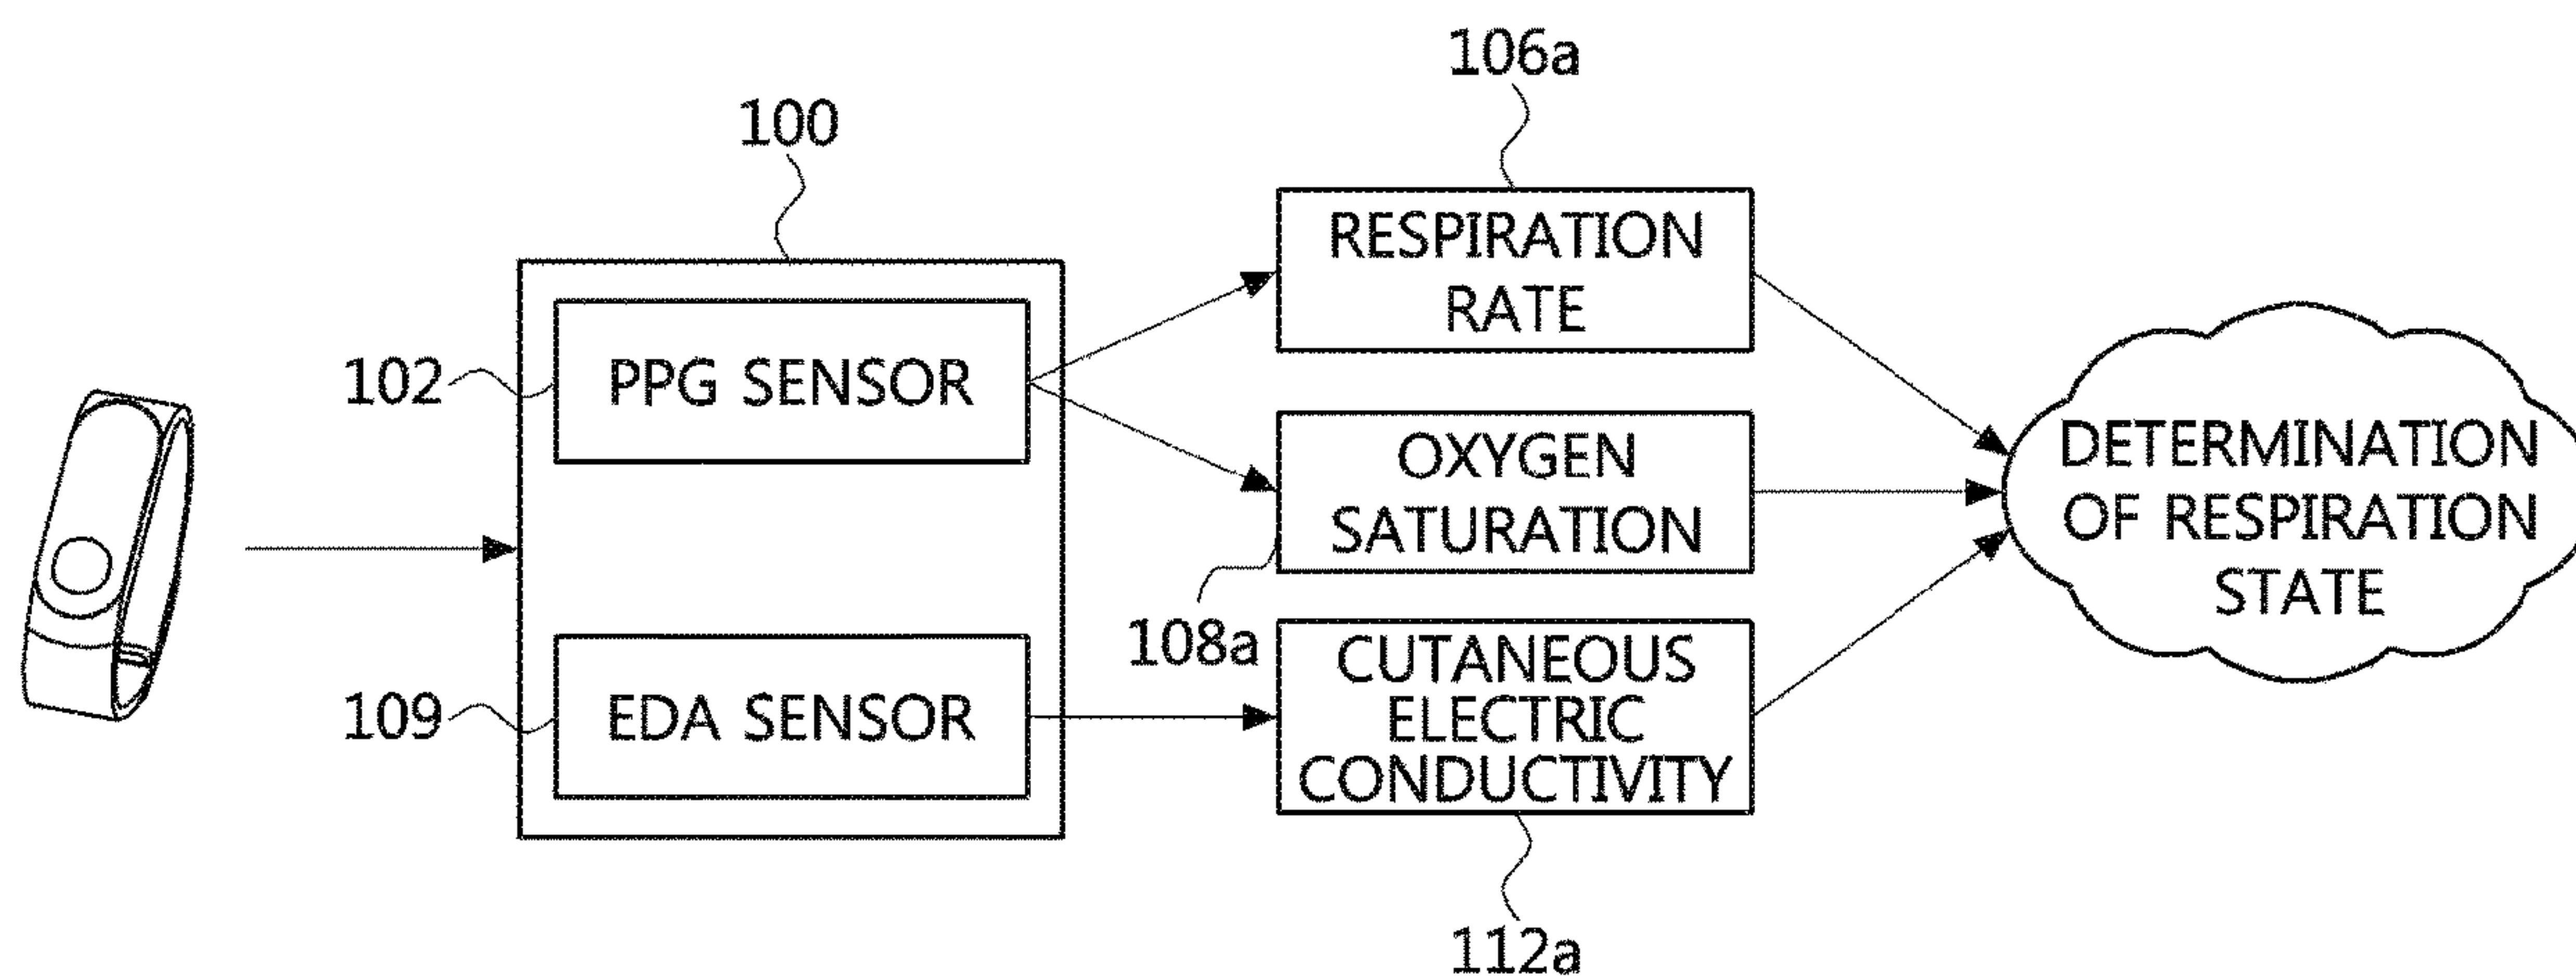 106a
100
RESPIRATION
RATE
102
PPG SENSOR
OXYGEN
SATURATION
DETERMINATION
OF RESPIRATION
STATE
108a
109
EDA SENSOR
CUTANEOUS
ELECTRIC
CONDUCTIVITY
112a